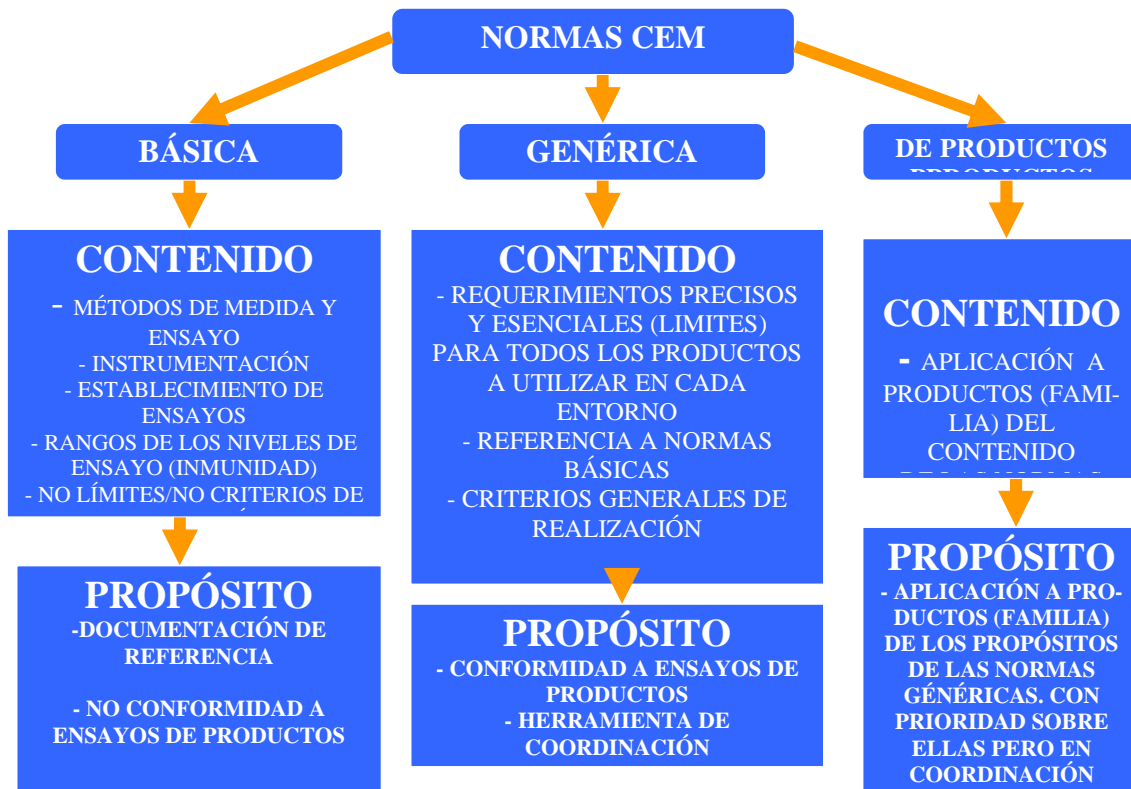 NORMAS CEM
BÁSICA
CONTENIDO
- MÉTODOS DE MEDIDA Y
ENSAYO
- INSTRUMENTACIÓN
- ESTABLECIMIENTO DE
ENSAYOS
- RANGOS DE LOS NIVELES DE
ENSAYO (INMUNIDAD)
- NO LÍMITES/NO CRITERIOS DE
PROPÓSITO
-DOCUMENTACIÓN DE
REFERENCIA
- NO CONFORMIDAD A
ENSAYOS DE PRODUCTOS
GENÉRICA
CONTENIDO
- REQUERIMIENTOS PRECISOS
Y ESENCIALES (LIMITES)
PARA TODOS LOS PRODUCTOS
A UTILIZAR EN CADA
ENTORNO
- REFERENCIA A NORMAS
BÁSICAS
- CRITERIOS GENERALES DE
REALIZACIÓN
PROPÓSITO
- CONFORMIDAD A ENSAYOS DE
PRODUCTOS
- HERRAMIENTA DE
COORDINACIÓN
DE PRODUCTOS
CONTENIDO
- APLICACIÓN A
PRODUCTOS (FAMI-
LIA) DEL
CONTENIDO
PROPÓSITO
- APLICACIÓN A PRO-
DUCTOS (FAMILIA)
DE LOS PROPÓSITOS
DE LAS NORMAS
GÉNÉRICAS. CON
PRIORIDAD SOBRE
ELLAS PERO EN
COORDINACIÓN